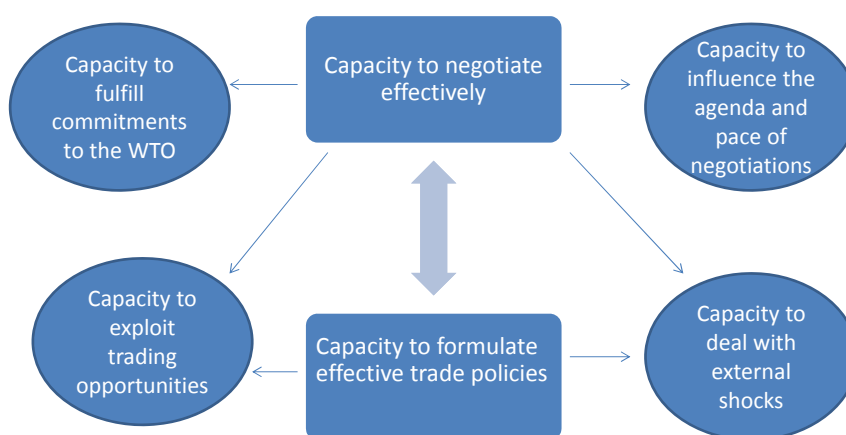 Capacity to
fulfill
commitments
to the WTO
Capacity to negotiate
effectively
Capacity to
influence the
agenda and
pace of
negotiations
Capacity to
exploit
trading
opportunities
Capacity to formulate
effective trade policies
Capacity to
deal with
external
shocks